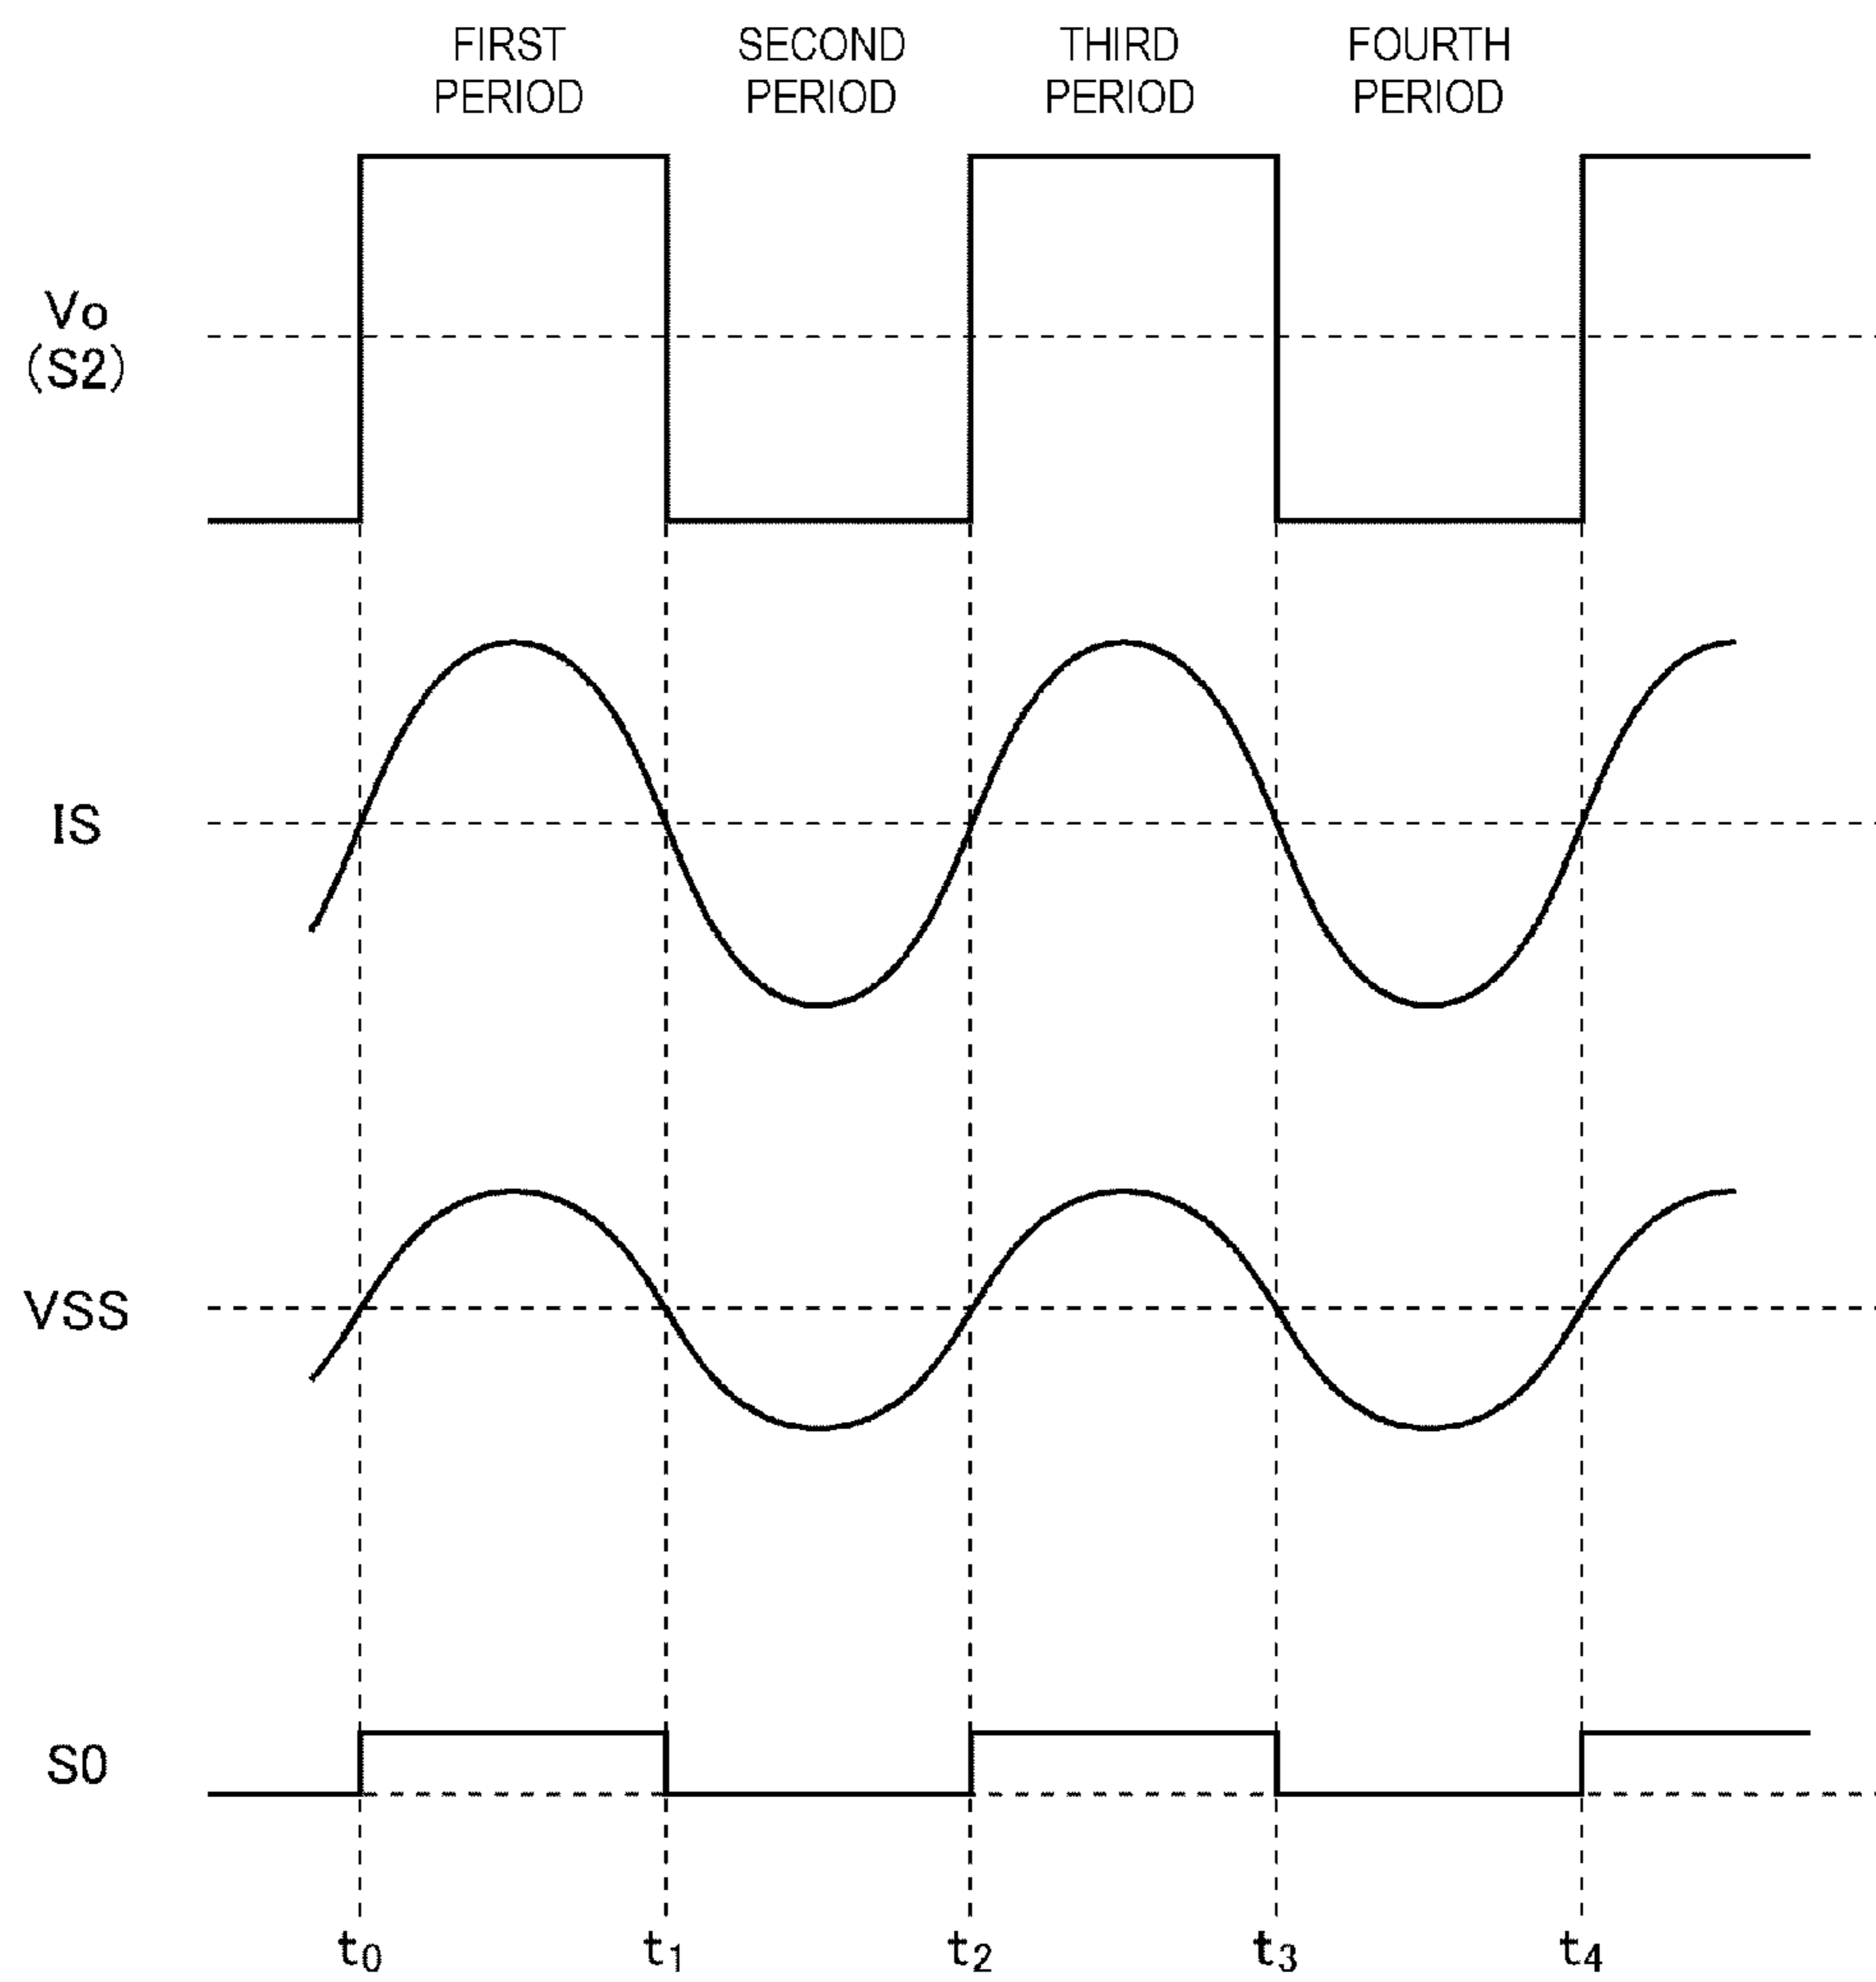 FIRST
PERIOD
SECOND
PERIOD
THIRD
PERIOD
FOURTH
PERIOD
Vo
(S2)
IS
VSS
S0
t0
t1
t2
t3
t4